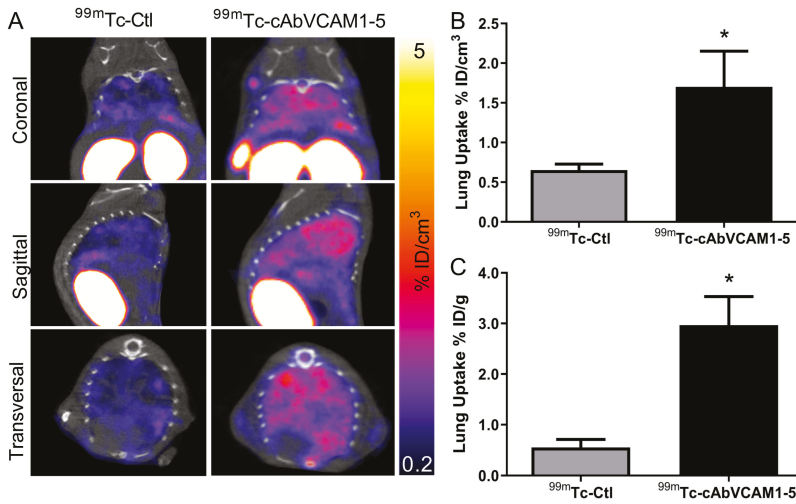 A
99mTc-Ctl
99mTc-cAbVCAM1-5
Coronal
Sagittal
Transversal
5
% ID/cm3
0.2
B
Lung Uptake % ID/cm3
2.5
2.0
1.5
1.0
0.5
0.0
*
99mTc-Ctl
99mTc-cAbVCAM1-5
C
Lung Uptake % ID/g
4.0
3.0
2.0
1.0
0.0
*
99mTc-Ctl
99mTc-cAbVCAM1-5